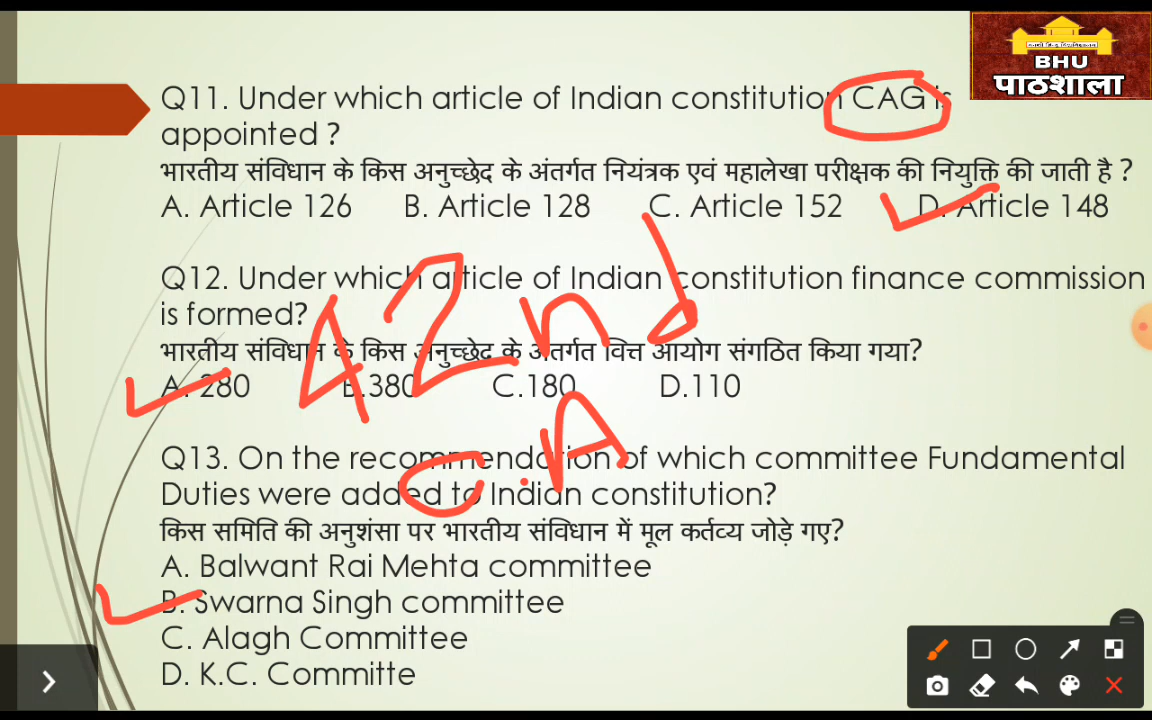 BHU
पाठशाला
Q11. Under which article of Indian constitution CAG is
appointed ?
भारतीय संविधान के किस अनुच्छेद के अंतर्गत नियंत्रक एवं महालेखा परीक्षक की नियुक्ति की जाती है ?
A. Article 126 B. Article 128 C. Article 152 D. Article 148
Q12. Under which article of Indian constitution finance commission
is formed?
भारतीय संविधान के किस अनुच्छेद के अंतर्गत वित्त आयोग संगठित किया गया?
A. 280 B.380 C.180 D.110
42nd
C.A
Q13. On the recommendation of which committee Fundamental
Duties were added to Indian constitution?
किस समिति की अनुशंसा पर भारतीय संविधान में मूल कर्तव्य जोड़े गए?
A. Balwant Rai Mehta committee
B. Swarna Singh committee
C. Alagh Committee
D. K.C. Committe